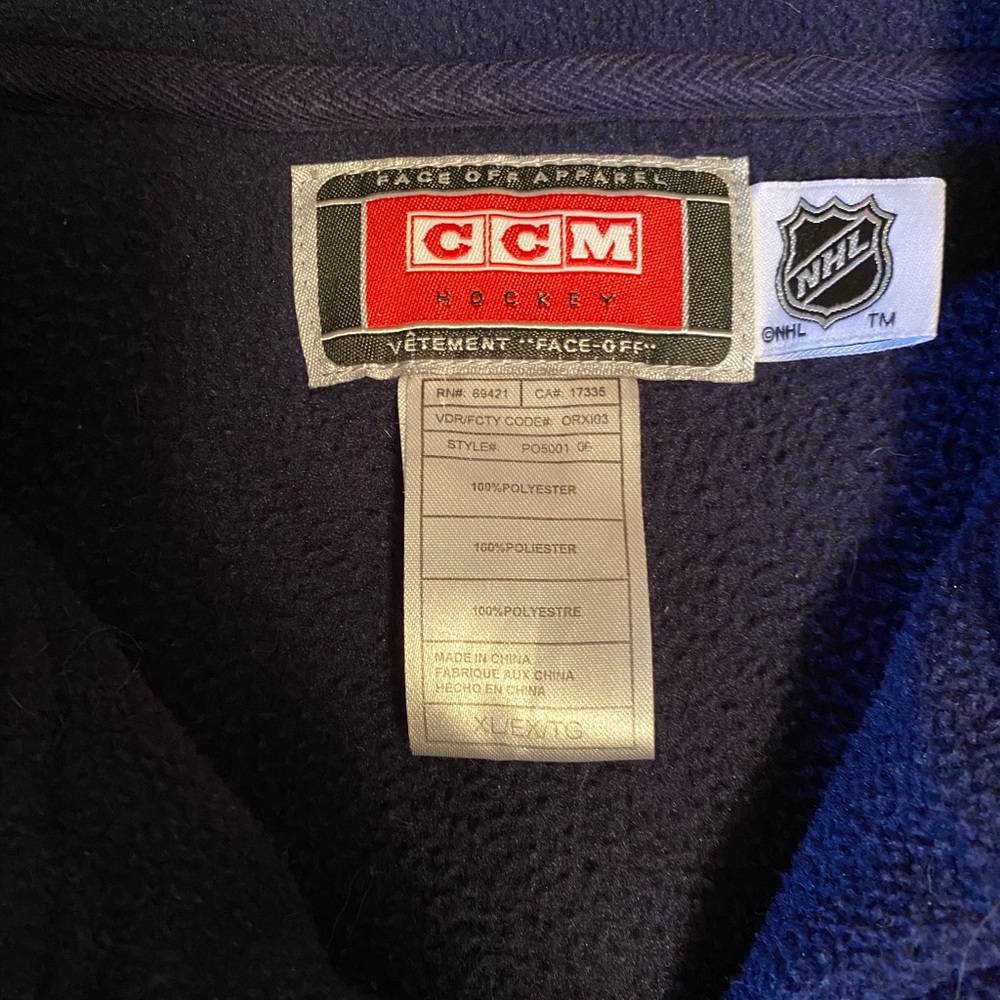 FACE OFF APPAREL
CCM
HOCKEY
VÊTEMENT "FACE-OFF"
NHL
©NHL TM
RN#: 69421 CA#: 17335
VDR/FCTY CODE#: ORXI03
STYLE# PO5001 06
100%POLYESTER
100%POLIESTER
100%POLYESTRE
MADE IN CHINA
FABRIQUE AUX CHINA
HECHO EN CHINA
XL/EX/TG